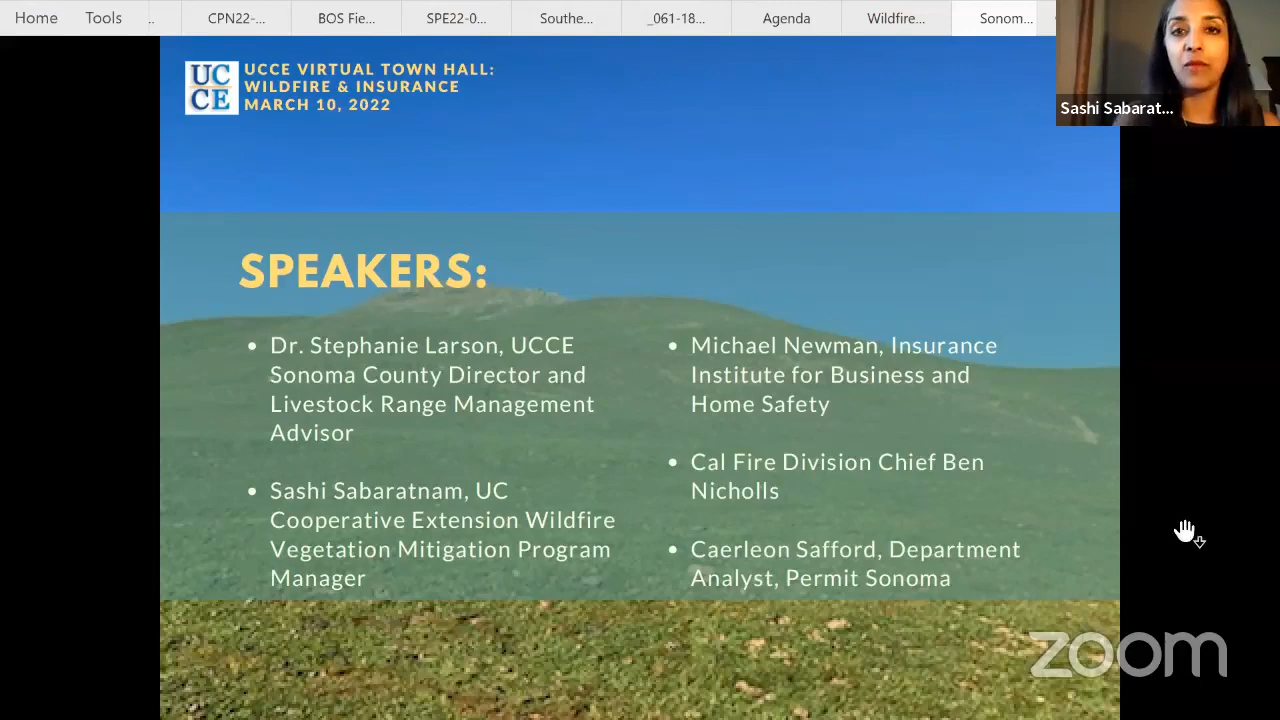 Home Tools .. CPN22-... BOS Fie... SPE22-0... Southe... _061-18... Agenda Wildfire... Sonom...
UC
CE
UCCE VIRTUAL TOWN HALL:
WILDFIRE & INSURANCE
MARCH 10, 2022
Sashi Sabarat...
SPEAKERS:
• Dr. Stephanie Larson, UCCE
Sonoma County Director and
Livestock Range Management
Advisor
• Sashi Sabaratnam, UC
Cooperative Extension Wildfire
Vegetation Mitigation Program
Manager
• Michael Newman, Insurance
Institute for Business and
Home Safety
• Cal Fire Division Chief Ben
Nicholls
• Caerleon Safford, Department
Analyst, Permit Sonoma
zoom